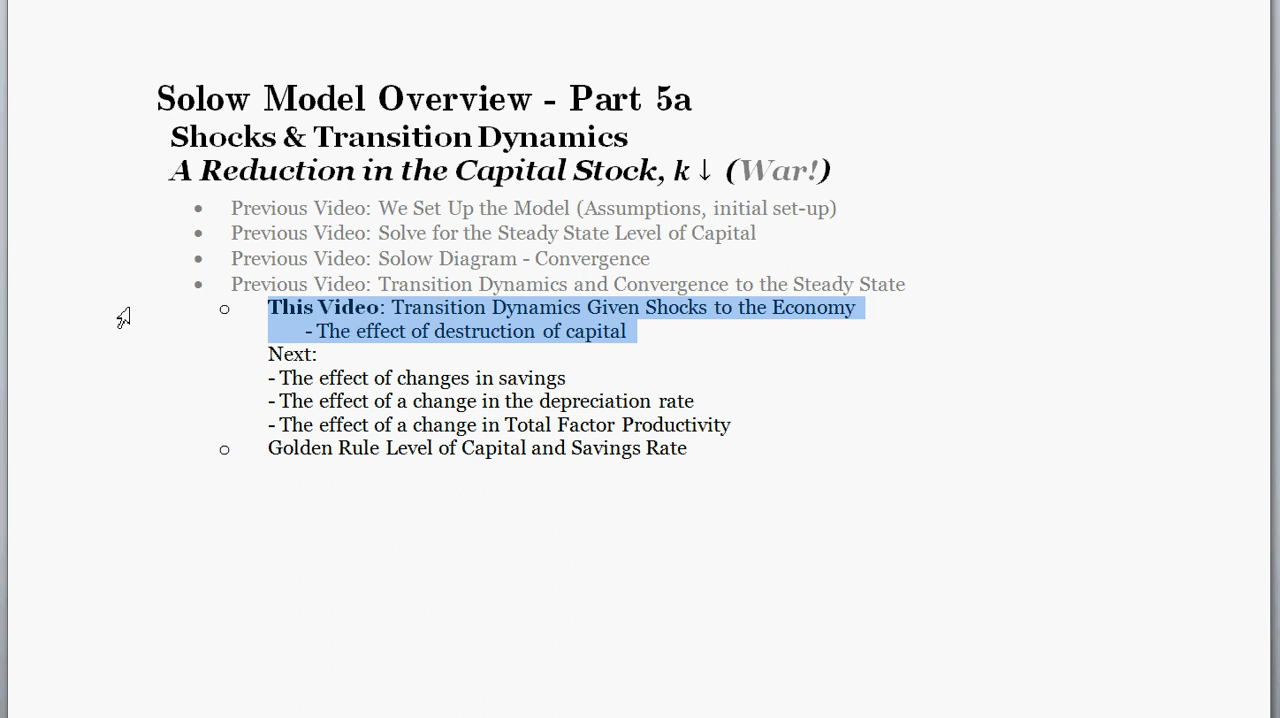 Solow Model Overview - Part 5a
Shocks & Transition Dynamics
A Reduction in the Capital Stock, k ↓ (War!)
• Previous Video: We Set Up the Model (Assumptions, initial set-up)
• Previous Video: Solve for the Steady State Level of Capital
• Previous Video: Solow Diagram - Convergence
• Previous Video: Transition Dynamics and Convergence to the Steady State
o This Video: Transition Dynamics Given Shocks to the Economy
- The effect of destruction of capital
Next:
- The effect of changes in savings
- The effect of a change in the depreciation rate
- The effect of a change in Total Factor Productivity
o Golden Rule Level of Capital and Savings Rate